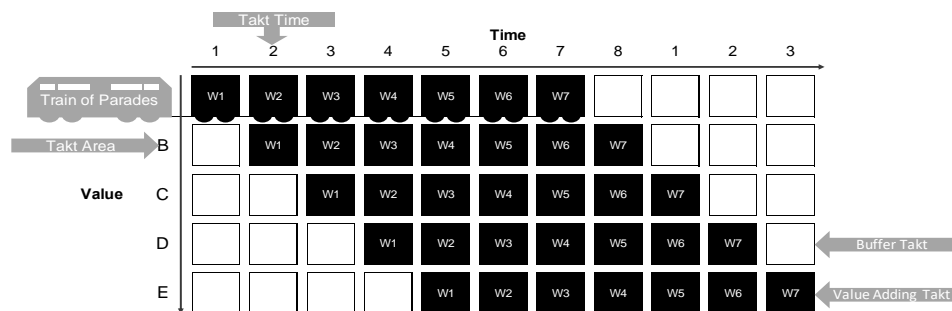 Takt Time
Time
1 2 3 4 5 6 7 8 1 2 3
Train of Parades W1 W2 W3 W4 W5 W6 W7
Takt Area B W1 W2 W3 W4 W5 W6 W7
Value C W1 W2 W3 W4 W5 W6 W7
D W1 W2 W3 W4 W5 W6 W7 Buffer Takt
E W1 W2 W3 W4 W5 W6 W7 Value Adding Takt